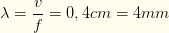 λ = v/f = 0,4cm = 4mm